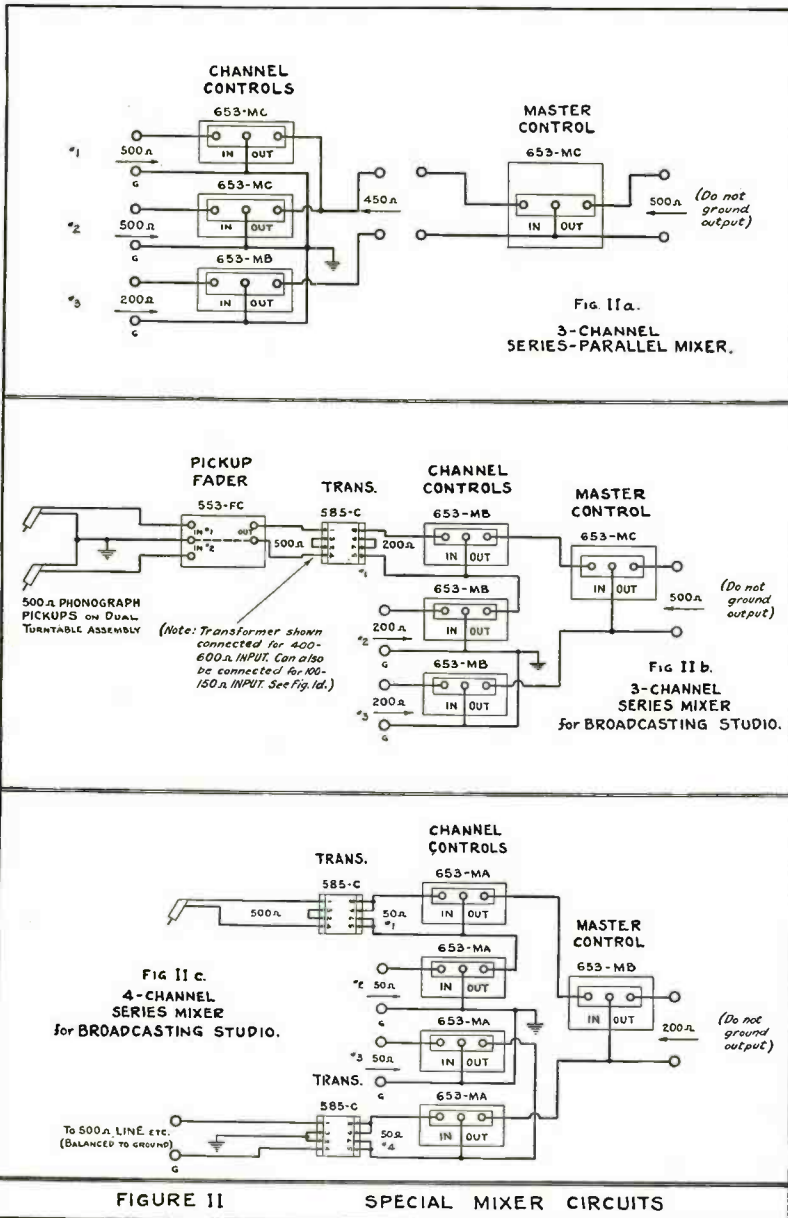 CHANNEL
CONTROLS
653-MC
#1
500Ω
IN OUT
G
653-MC
#2
500Ω
IN OUT
G
653-MB
#3
200Ω
IN OUT
G
450Ω
MASTER
CONTROL
653-MC
IN OUT
500Ω
(Do not
ground
output)
FIG. IIa.
3-CHANNEL
SERIES-PARALLEL MIXER.
PICKUP
FADER
553-FC
IN #1 OUT
IN #2
500Ω PHONOGRAPH
PICKUPS ON DUAL
TURNTABLE ASSEMBLY
TRANS.
585-C
500Ω
200Ω
#1
(Note: Transformer shown
connected for 400-
600Ω INPUT. Can also
be connected for 100-
150Ω INPUT. See Fig. 1d.)
CHANNEL
CONTROLS
653-MB
IN OUT
653-MB
#2
200Ω
IN OUT
G
653-MB
#3
200Ω
IN OUT
G
MASTER
CONTROL
653-MC
IN OUT
500Ω
(Do not
ground
output)
FIG IIb.
3-CHANNEL
SERIES MIXER
for BROADCASTING STUDIO.
CHANNEL
CONTROLS
TRANS.
585-C
500Ω
50Ω
#1
653-MA
IN OUT
653-MA
#2 50Ω
IN OUT
G
653-MA
#3 50Ω
IN OUT
G
TRANS.
585-C
50Ω
#4
653-MA
IN OUT
MASTER
CONTROL
653-MB
IN OUT
200Ω
(Do not
ground
output)
FIG II c.
4-CHANNEL
SERIES MIXER
for BROADCASTING STUDIO.
TO 500Ω LINE ETC.
(BALANCED TO GROUND)
G
FIGURE II SPECIAL MIXER CIRCUITS